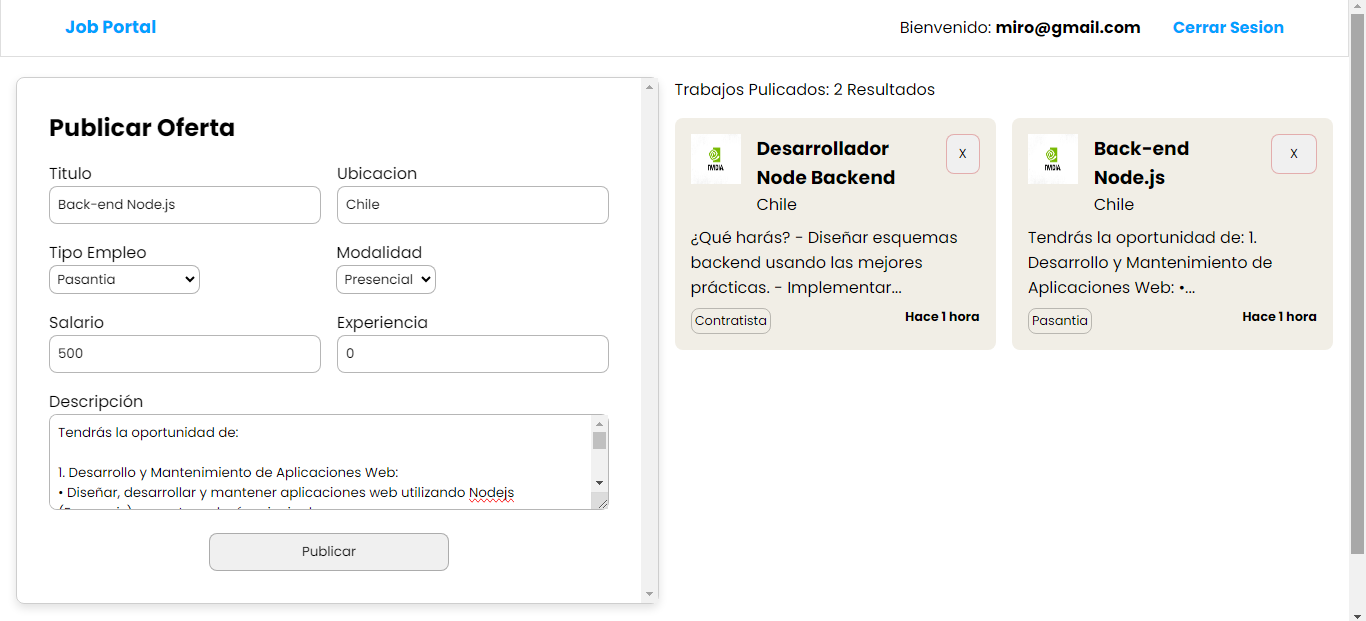 Job Portal
Bienvenido: miro@gmail.com
Cerrar Sesion
Publicar Oferta
Titulo
Ubicacion
Back-end Node.js
Chile
Tipo Empleo
Modalidad
Pasantia
Presencial
Salario
Experiencia
500
0
Descripción
Tendrás la oportunidad de:
1. Desarrollo y Mantenimiento de Aplicaciones Web:
• Diseñar, desarrollar y mantener aplicaciones web utilizando Nodejs
Publicar
Trabajos Pulicados: 2 Resultados
NVIDIA
Desarrollador
Node Backend
Chile
X
¿Qué harás? - Diseñar esquemas
backend usando las mejores
prácticas. - Implementar...
Contratista
Hace 1 hora
NVIDIA
Back-end
Node.js
Chile
X
Tendrás la oportunidad de: 1.
Desarrollo y Mantenimiento de
Aplicaciones Web: •...
Pasantia
Hace 1 hora